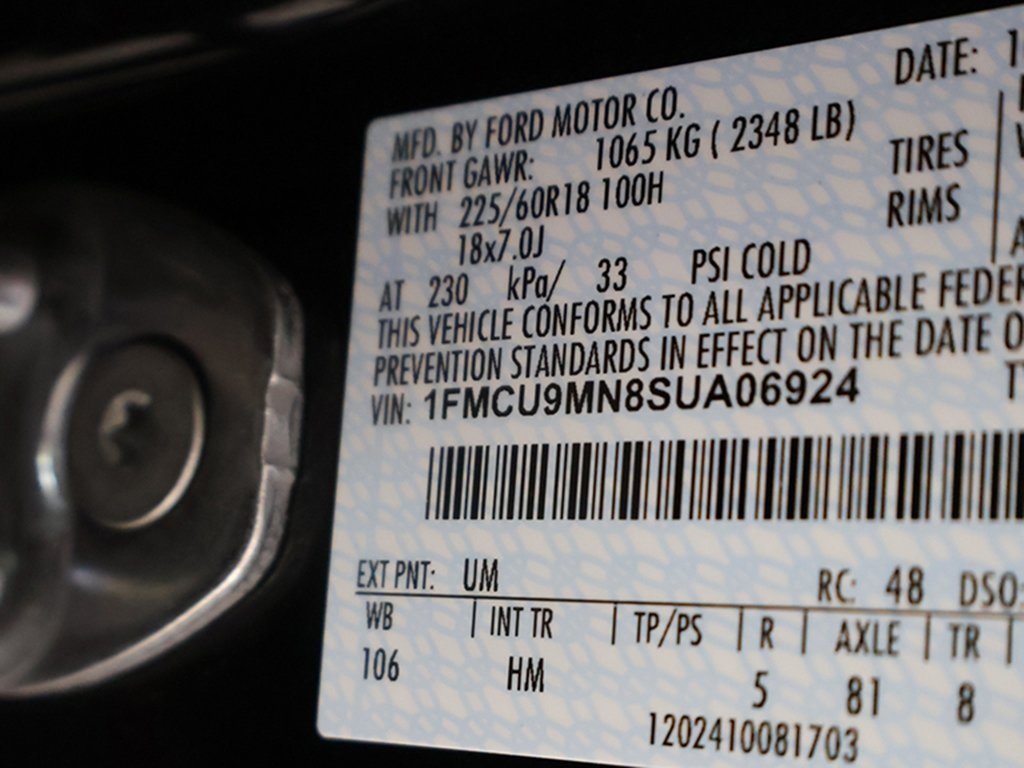 DATE: 1
MFD. BY FORD MOTOR CO.
FRONT GAWR: 1065 KG ( 2348 LB)
TIRES
WITH 225/60R18 100H
RIMS
18x7.0J
AT 230 kPa/ 33 PSI COLD
THIS VEHICLE CONFORMS TO ALL APPLICABLE FEDER
PREVENTION STANDARDS IN EFFECT ON THE DATE O
VIN: 1FMCU9MN8SUA06924
EXT PNT: UM RC: 48 DSO
WB | INT TR | TP/PS | R | AXLE | TR |
106 HM 5 81 8
1202410081703